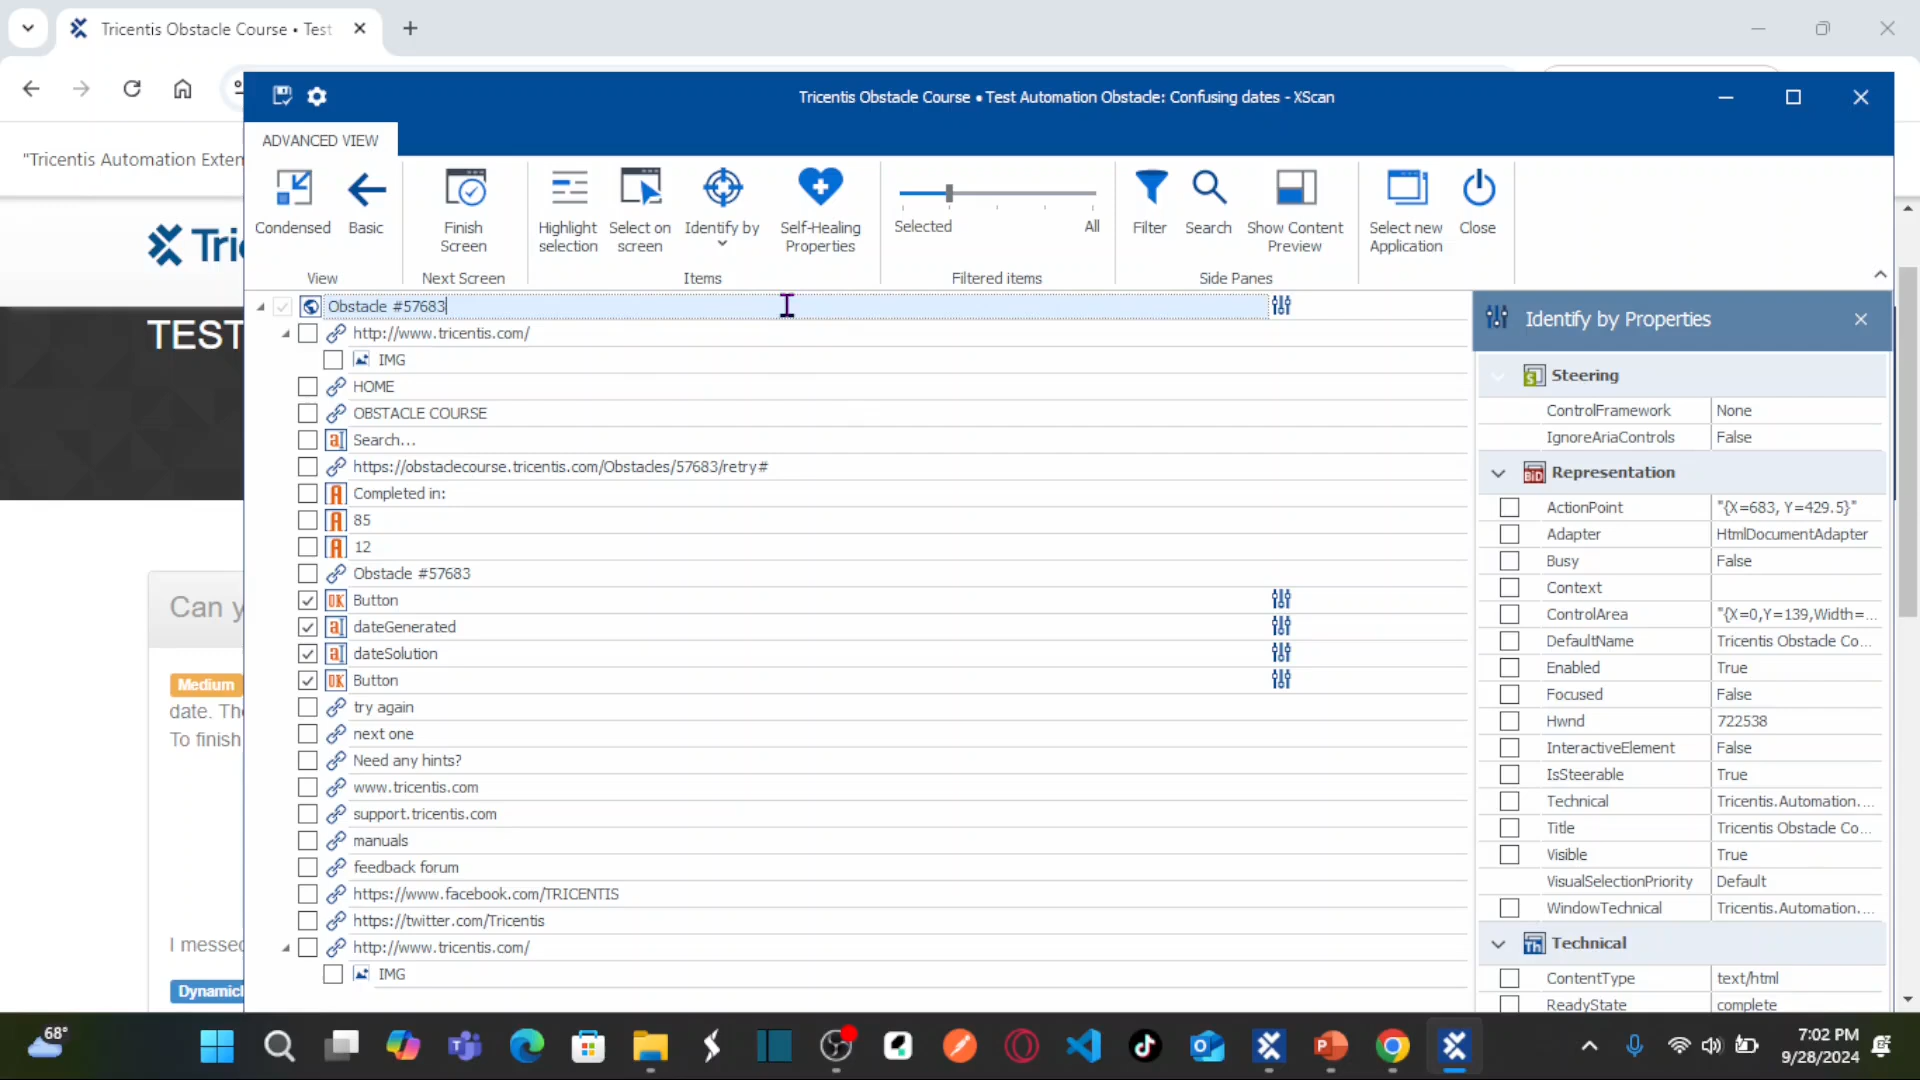 Tricentis Obstacle Course • Test
"Tricentis Automation Exten
Tric
TEST
Can y
Medium
date. The
To finish
I messed
Dynamicl
Tricentis Obstacle Course • Test Automation Obstacle: Confusing dates - XScan
ADVANCED VIEW
Condensed
Basic
Finish Screen
Highlight selection
Select on screen
Identify by
Self-Healing Properties
Selected
All
Filter
Search
Show Content Preview
Select new Application
Close
View
Next Screen
Items
Filtered items
Side Panes
Obstacle #57683
http://www.tricentis.com/
IMG
HOME
OBSTACLE COURSE
Search...
https://obstaclecourse.tricentis.com/Obstacles/57683/retry#
Completed in:
85
12
Obstacle #57683
Button
dateGenerated
dateSolution
Button
try again
next one
Need any hints?
www.tricentis.com
support.tricentis.com
manuals
feedback forum
https://www.facebook.com/TRICENTIS
https://twitter.com/Tricentis
http://www.tricentis.com/
IMG
Identify by Properties
Steering
ControlFramework None
IgnoreAriaControls False
Representation
ActionPoint "{X=683, Y=429.5}"
Adapter HtmlDocumentAdapter
Busy False
Context
ControlArea "{X=0,Y=139,Width=...
DefaultName Tricentis Obstacle Co...
Enabled True
Focused False
Hwnd 722538
InteractiveElement False
IsSteerable True
Technical Tricentis.Automation....
Title Tricentis Obstacle Co...
Visible True
VisualSelectionPriority Default
WindowTechnical Tricentis.Automation....
Technical
ContentType text/html
ReadyState complete
68°
7:02 PM
9/28/2024